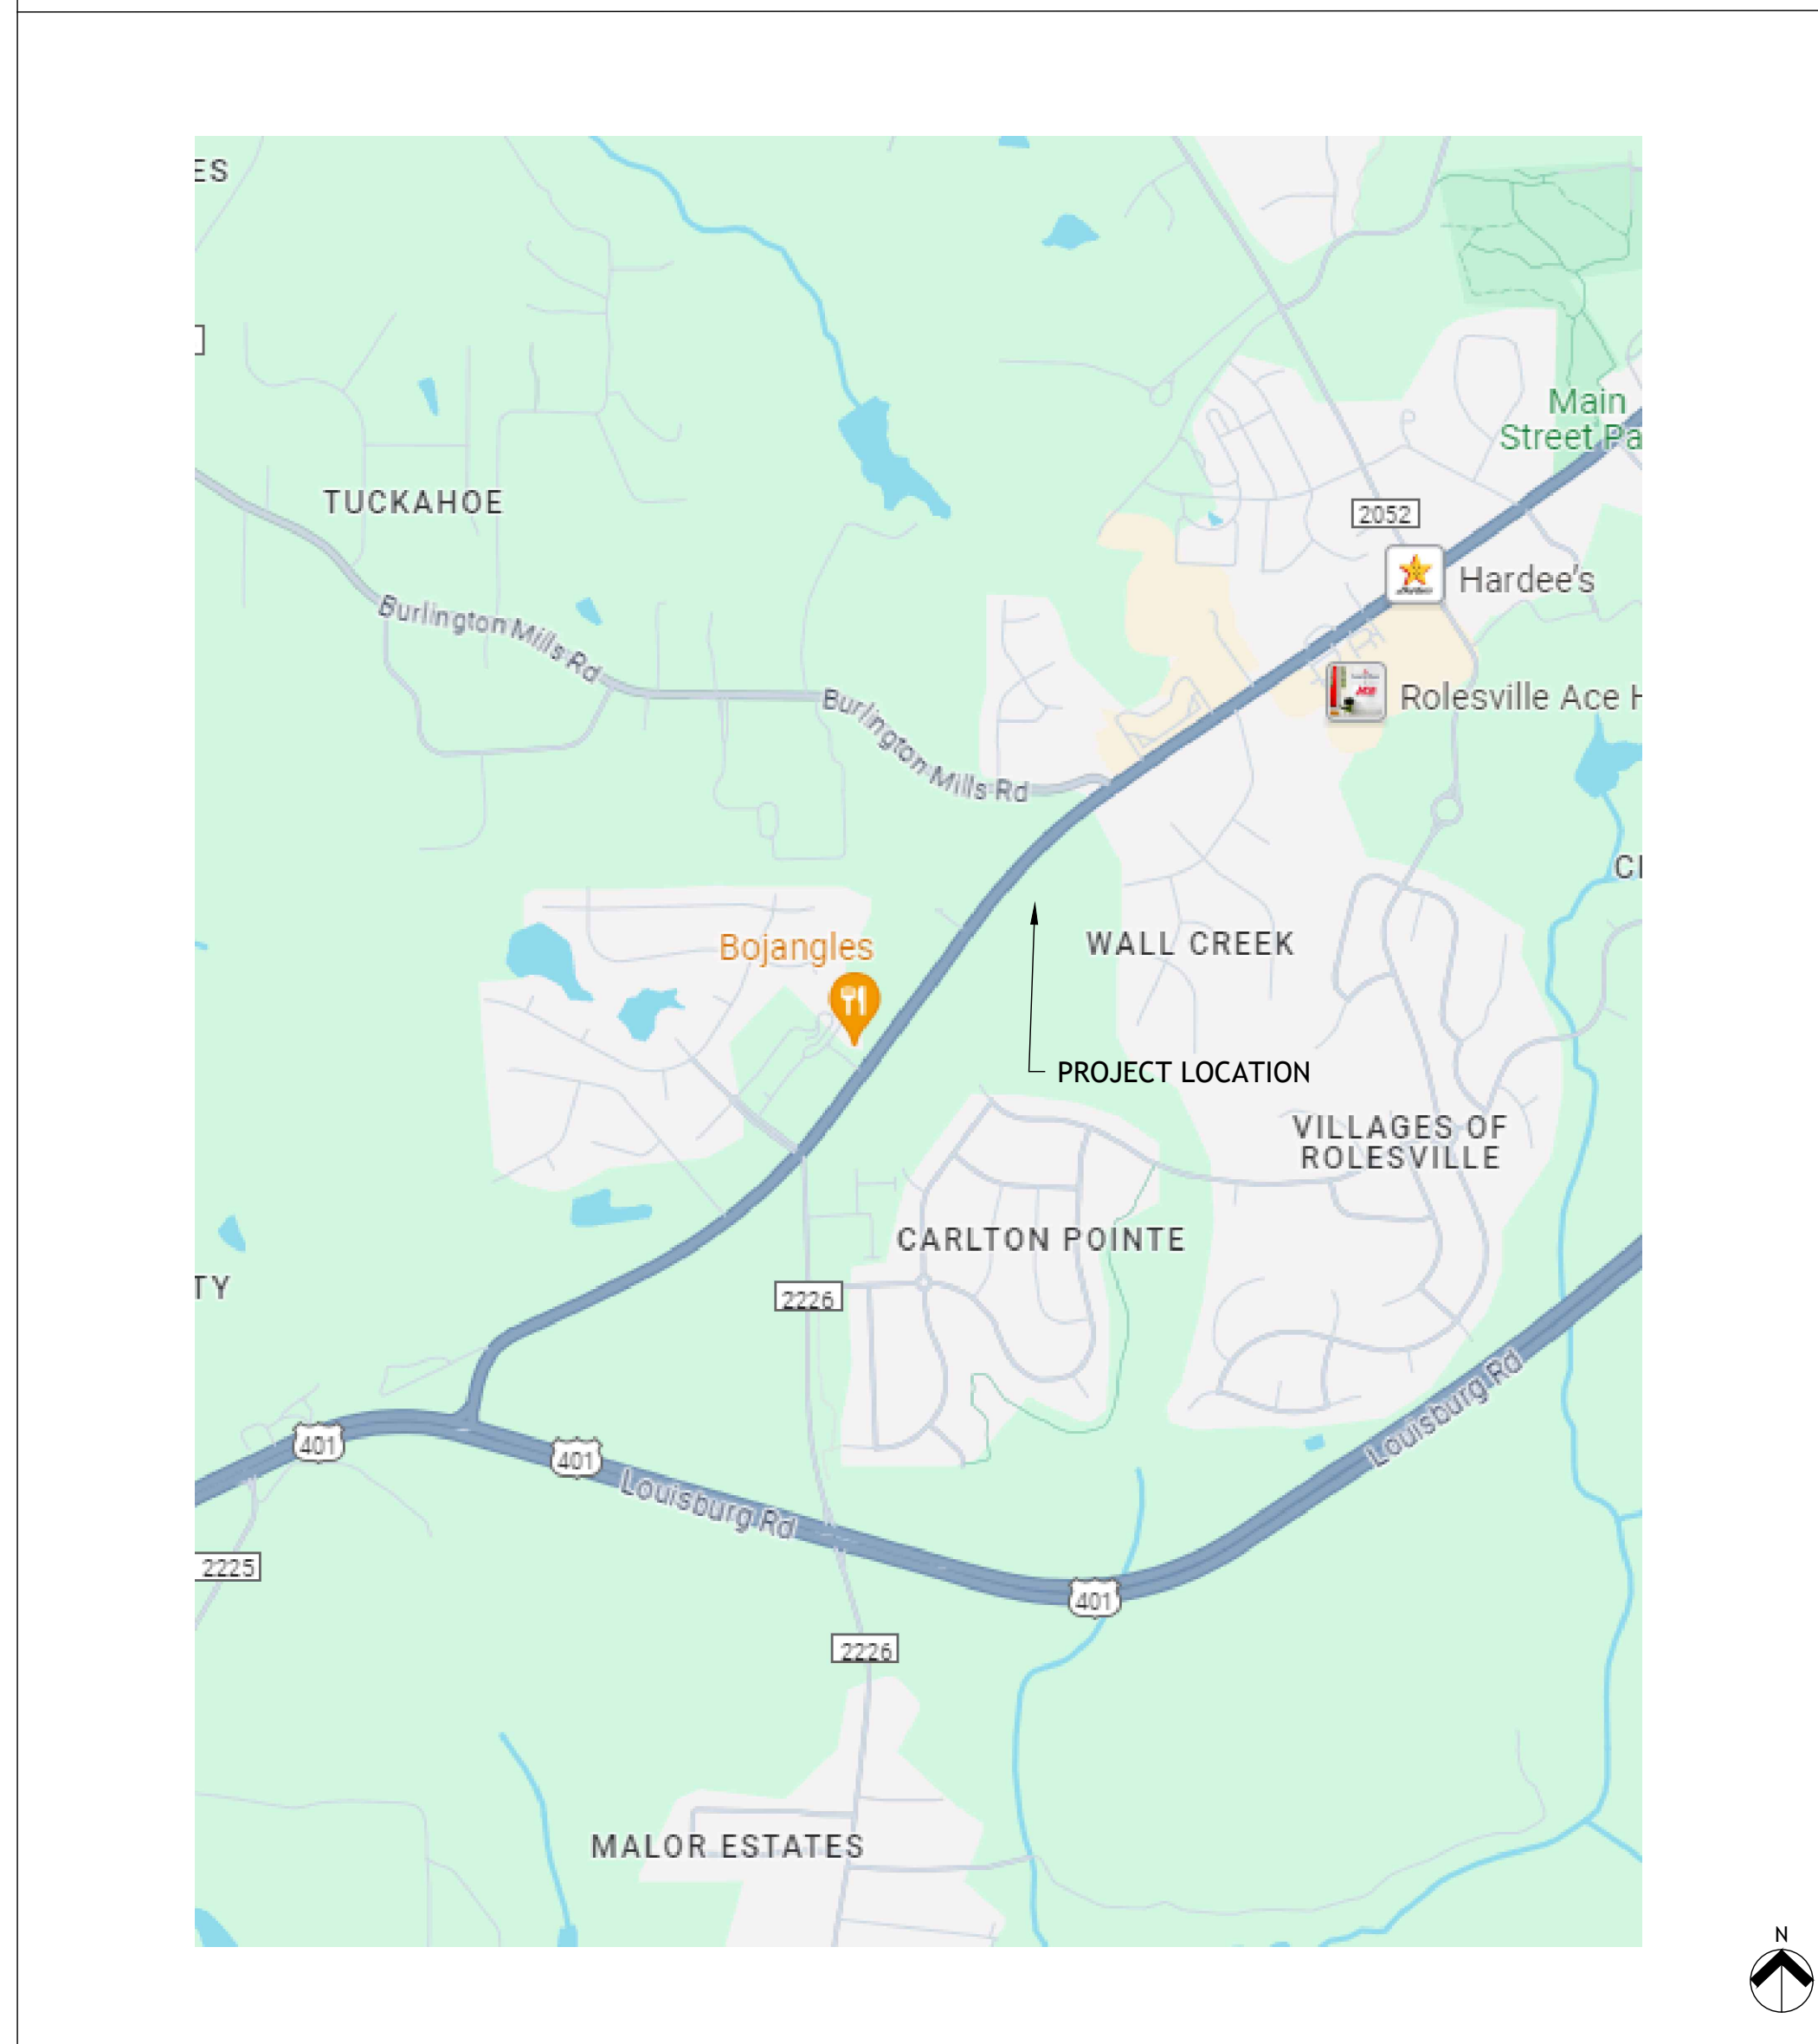 ES
Main
Street Pa
TUCKAHOE
2052
Hardee's
Burlington Mills Rd
Burlington Mills Rd
Rolesville Ace H
WALL CREEK
Bojangles
PROJECT LOCATION
VILLAGES OF
ROLESVILLE
CARLTON POINTE
TY
2226
401
401
Louisburg Rd
Louisburg Rd
2225
401
2226
MALOR ESTATES
N